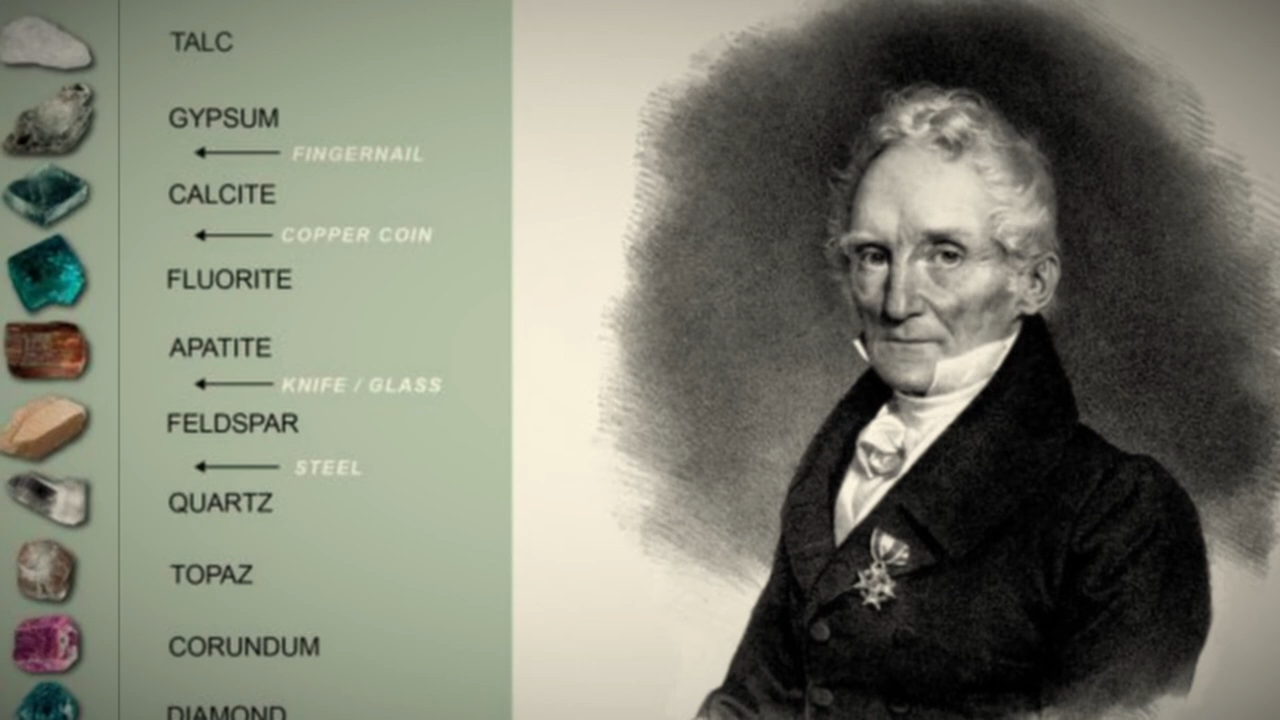 TALC
GYPSUM
FINGERNAIL
CALCITE
COPPER COIN
FLUORITE
APATITE
KNIFE / GLASS
FELDSPAR
STEEL
QUARTZ
TOPAZ
CORUNDUM
DIAMOND